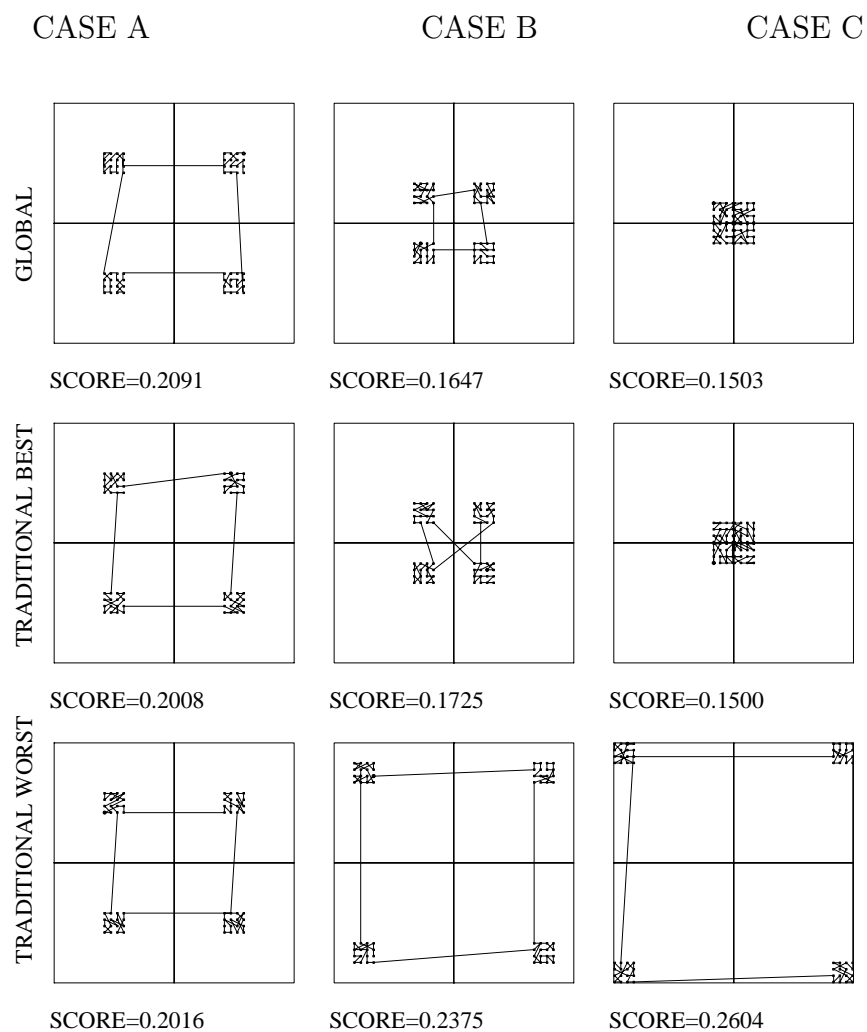 CASE A
CASE B
CASE C
GLOBAL
SCORE=0.2091
SCORE=0.1647
SCORE=0.1503
TRADITIONAL BEST
SCORE=0.2008
SCORE=0.1725
SCORE=0.1500
TRADITIONAL WORST
SCORE=0.2016
SCORE=0.2375
SCORE=0.2604